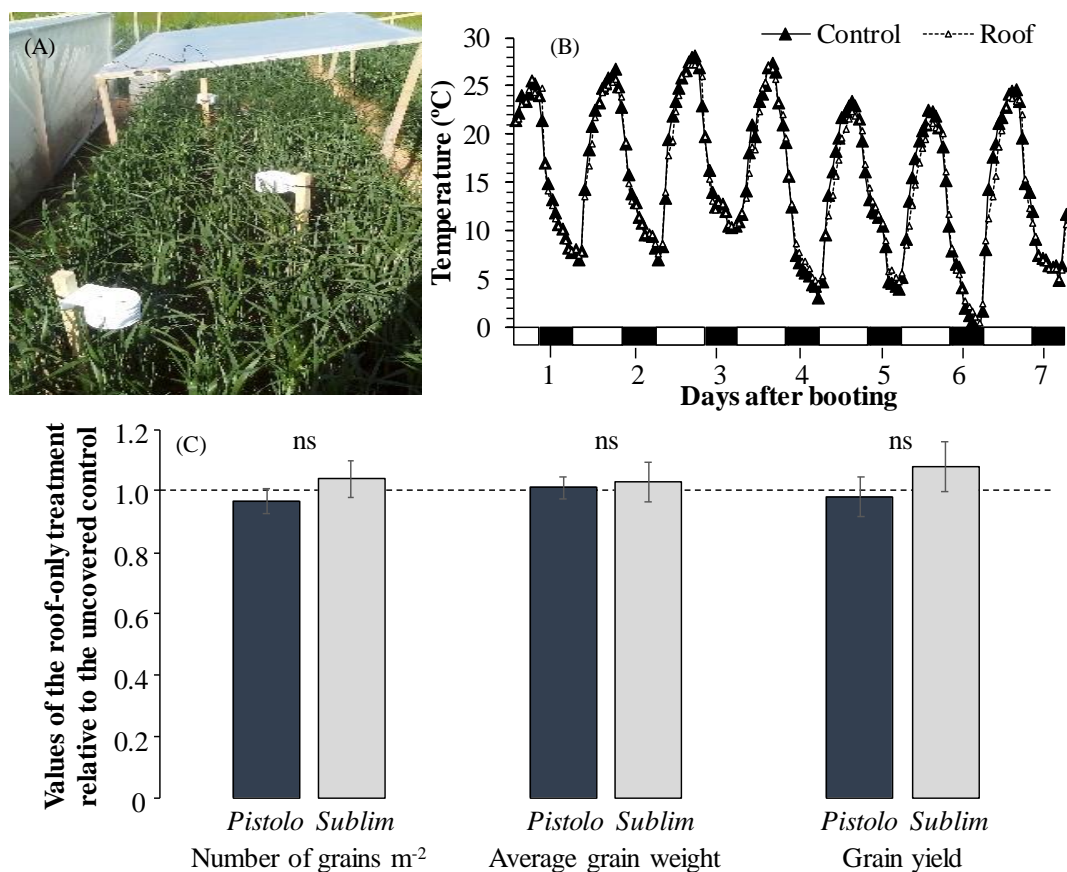 (A)
(B)
Control
Roof
Temperature (ºC)
30
25
20
15
10
5
0
1 2 3 4 5 6 7
Days after booting
(C)
Values of the roof-only treatment
relative to the uncovered control
1.2
1.0
0.8
0.6
0.4
0.2
0
ns
ns
ns
Pistolo Sublim
Pistolo Sublim
Pistolo Sublim
Number of grains m-2
Average grain weight
Grain yield